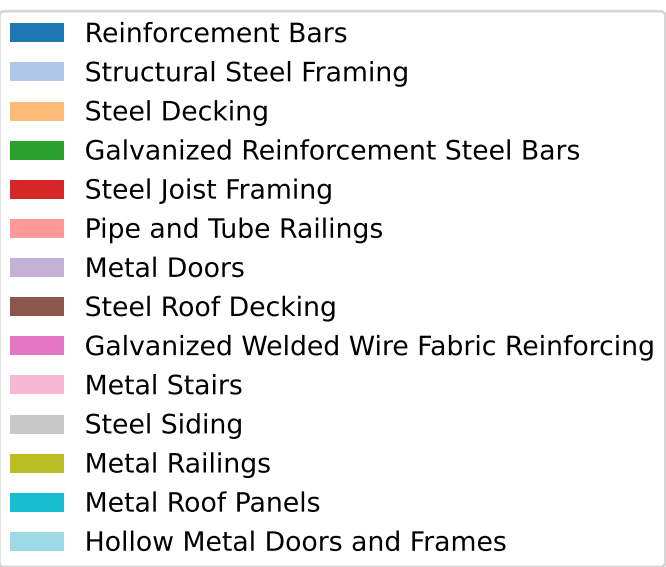 Reinforcement Bars
Structural Steel Framing
Steel Decking
Galvanized Reinforcement Steel Bars
Steel Joist Framing
Pipe and Tube Railings
Metal Doors
Steel Roof Decking
Galvanized Welded Wire Fabric Reinforcing
Metal Stairs
Steel Siding
Metal Railings
Metal Roof Panels
Hollow Metal Doors and Frames